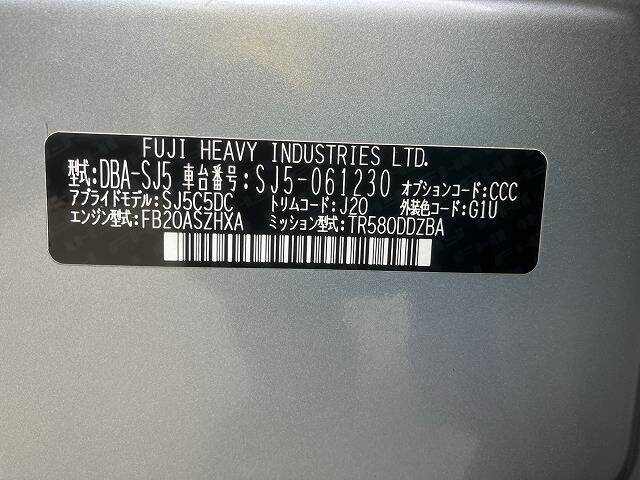 FUJI HEAVY INDUSTRIES LTD.
型式:DBA-SJ5 車台番号:SJ5-061230 オプションコード:CCC
アプライドモデル:SJ5C5DC トリムコード:J20 外装色コード:G1U
エンジン型式:FB20ASZHXA ミッション型式:TR580DDZBA